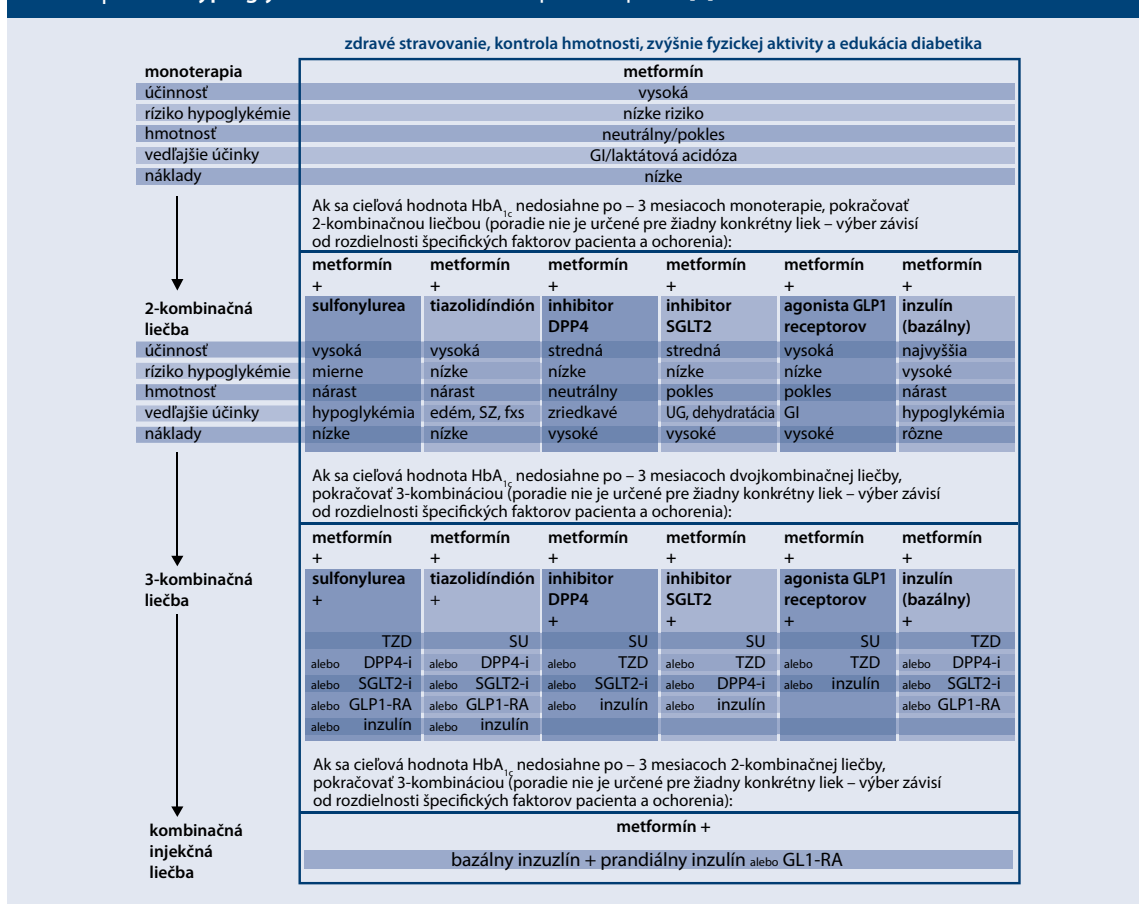 zdravé stravovanie, kontrola hmotnosti, zvýšnie fyzickej aktivity a edukácia diabetika
monoterapia metformín
účinnosť vysoká
ríziko hypoglykémie nízke riziko
hmotnosť neutrálny/pokles
vedľajšie účinky GI/laktátová acidóza
náklady nízke
Ak sa cieľová hodnota HbA1c nedosiahne po – 3 mesiacoch monoterapie, pokračovať
2-kombinačnou liečbou (poradie nie je určené pre žiadny konkrétny liek – výber závisí
od rozdielnosti špecifických faktorov pacienta a ochorenia):
metformín metformín metformín metformín metformín metformín
+ + + + + +
2-kombinačná sulfonylurea tiazolidíndión inhibitor inhibitor agonista GLP1 inzulín
liečba DPP4 SGLT2 receptorov (bazálny)
účinnosť vysoká vysoká stredná stredná vysoká najvyššia
ríziko hypoglykémie mierne nízke nízke nízke nízke vysoké
hmotnosť nárast nárast neutrálny pokles pokles nárast
vedľajšie účinky hypoglykémia edém, SZ, fxs zriedkavé UG, dehydratácia GI hypoglykémia
náklady nízke nízke vysoké vysoké vysoké rôzne
Ak sa cieľová hodnota HbA1c nedosiahne po – 3 mesiacoch dvojkombinačnej liečby,
pokračovať 3-kombináciou (poradie nie je určené pre žiadny konkrétny liek – výber závisí
od rozdielnosti špecifických faktorov pacienta a ochorenia):
metformín metformín metformín metformín metformín metformín
+ + + + + +
3-kombinačná sulfonylurea tiazolidíndión inhibitor inhibitor agonista GLP1 inzulín
liečba + + DPP4 SGLT2 receptorov (bazálny)
+ + + +
TZD SU SU SU SU TZD
alebo DPP4-i alebo DPP4-i alebo TZD alebo TZD alebo TZD alebo DPP4-i
alebo SGLT2-i alebo SGLT2-i alebo SGLT2-i alebo DPP4-i alebo inzulín alebo SGLT2-i
alebo GLP1-RA alebo GLP1-RA alebo inzulín alebo inzulín alebo GLP1-RA
alebo inzulín alebo inzulín
Ak sa cieľová hodnota HbA1c nedosiahne po – 3 mesiacoch 2-kombinačnej liečby,
pokračovať 3-kombináciou (poradie nie je určené pre žiadny konkrétny liek – výber závisí
od rozdielnosti špecifických faktorov pacienta a ochorenia):
kombinačná metformín +
injekčná
liečba bazálny inzuzlín + prandiálny inzulín alebo GL1-RA